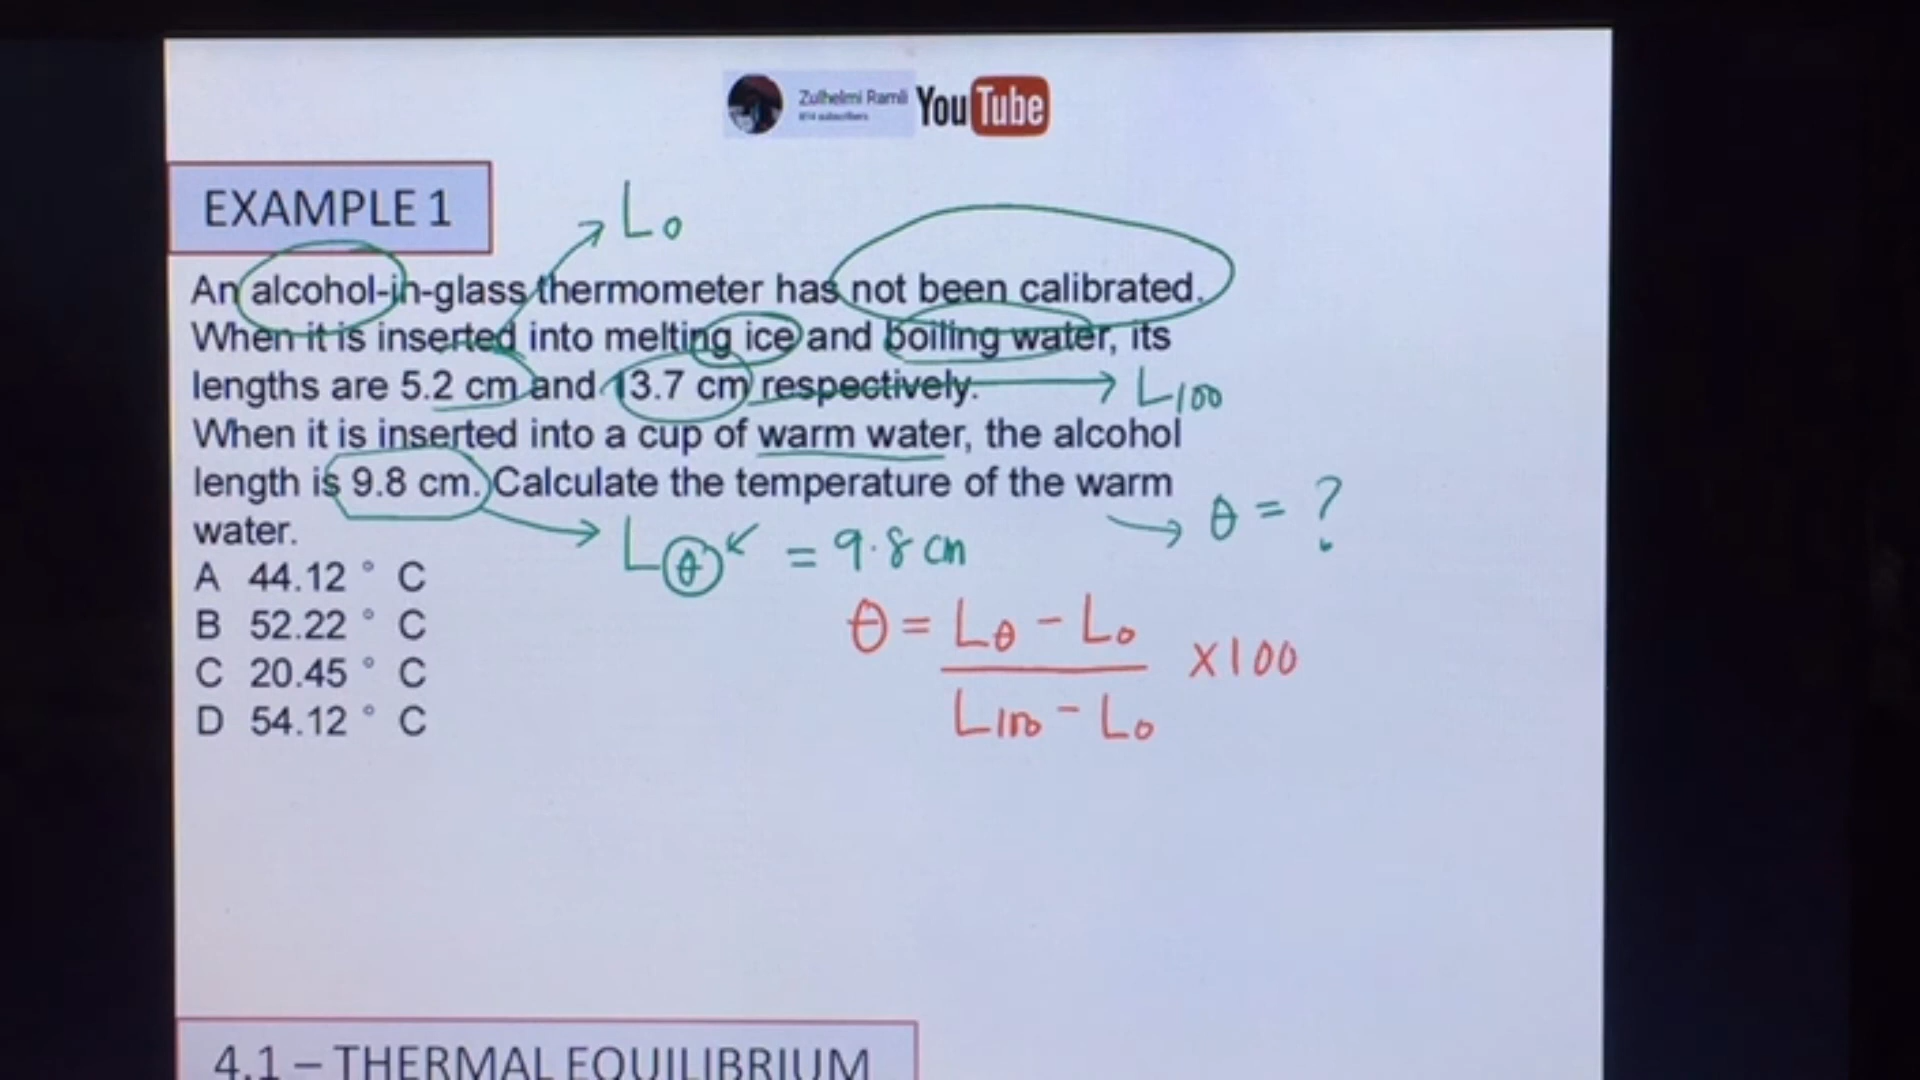 Zulhelmi Ramli
814 subscribers
YouTube
EXAMPLE 1
L₀
An alcohol-in-glass thermometer has not been calibrated.
When it is inserted into melting ice and boiling water, its
lengths are 5.2 cm and 13.7 cm respectively.
L₁₀₀
When it is inserted into a cup of warm water, the alcohol
length is 9.8 cm. Calculate the temperature of the warm
water.
θ = ?
Lθ = 9.8 cm
A 44.12 ° C
B 52.22 ° C
C 20.45 ° C
D 54.12 ° C
θ = Lθ - L₀
x100
L₁₀₀ - L₀
4.1 – THERMAL EQUILIBRIUM